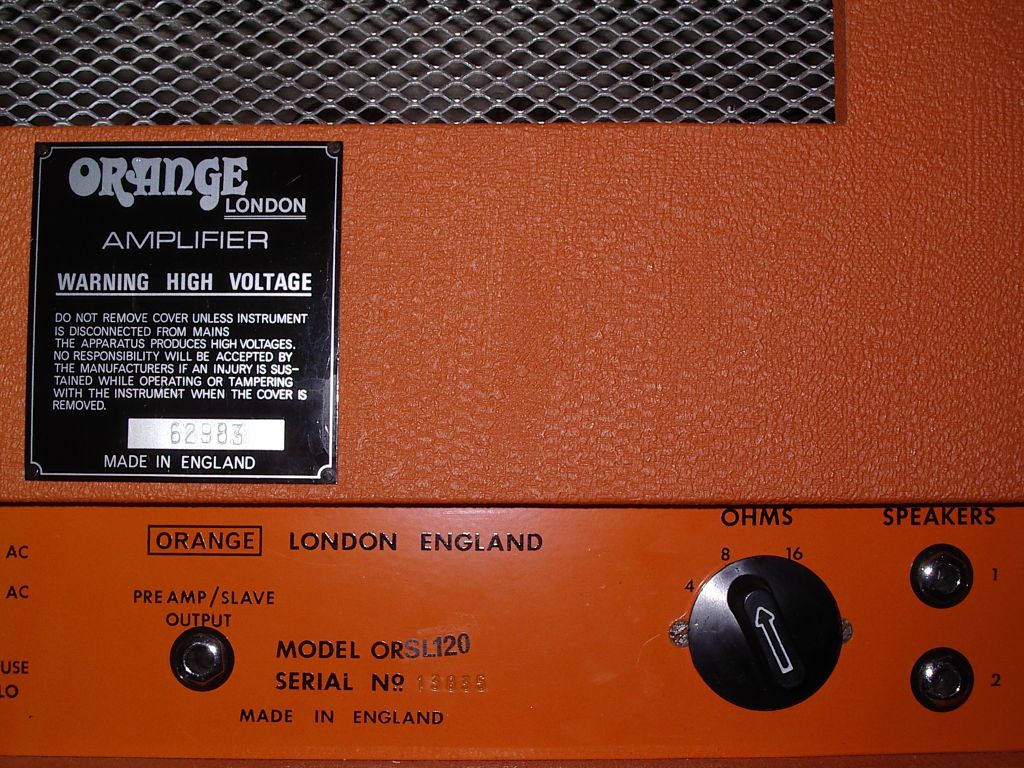 ORANGE
LONDON
AMPLIFIER
WARNING HIGH VOLTAGE
DO NOT REMOVE COVER UNLESS INSTRUMENT
IS DISCONNECTED FROM MAINS
THE APPARATUS PRODUCES HIGH VOLTAGES.
NO RESPONSIBILITY WILL BE ACCEPTED BY
THE MANUFACTURERS IF AN INJURY IS SUS-
TAINED WHILE OPERATING OR TAMPERING
WITH THE INSTRUMENT WHEN THE COVER IS
REMOVED.
62983
MADE IN ENGLAND
AC
AC
USE
LO
ORANGE LONDON ENGLAND
PREAMP/SLAVE
OUTPUT
MODEL ORSL120
SERIAL Nº
MADE IN ENGLAND
OHMS
4 8 16
SPEAKERS
1
2